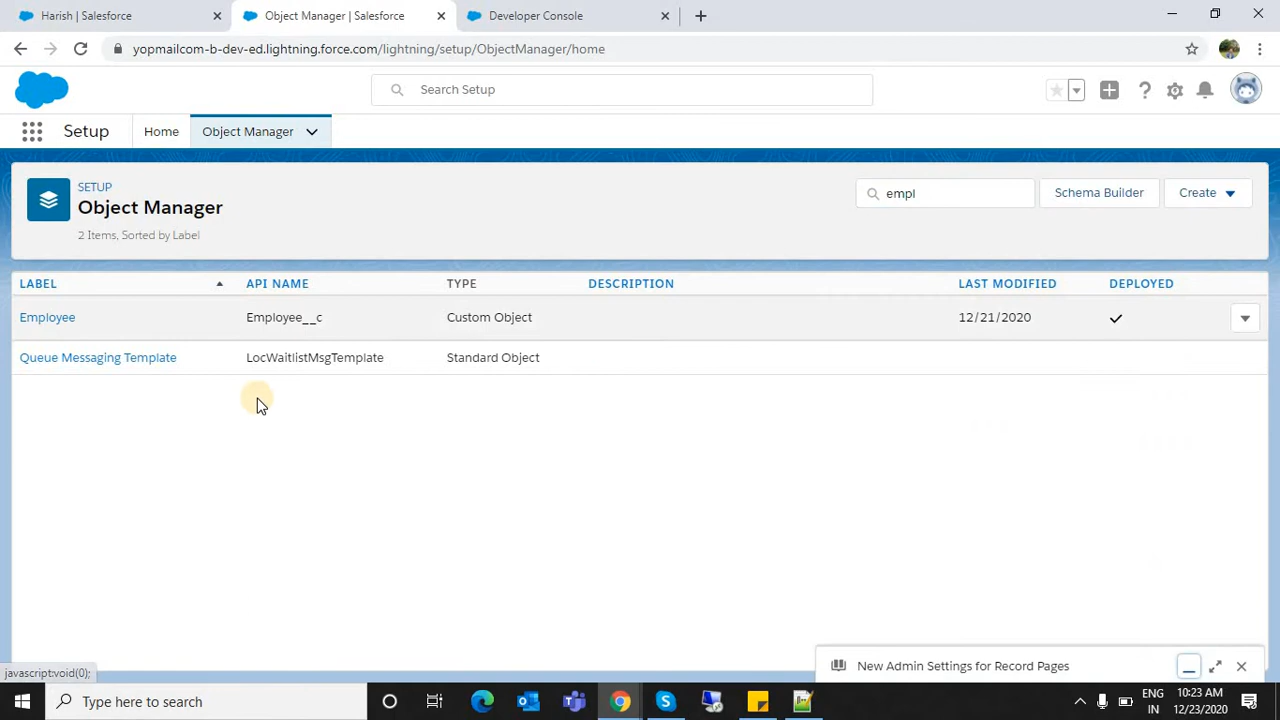 Harish | Salesforce
Object Manager | Salesforce
Developer Console
yopmailcom-b-dev-ed.lightning.force.com/lightning/setup/ObjectManager/home
Search Setup
Setup
Home
Object Manager
SETUP
Object Manager
2 Items, Sorted by Label
empl
Schema Builder
Create
LABEL API NAME TYPE DESCRIPTION LAST MODIFIED DEPLOYED
Employee Employee__c Custom Object 12/21/2020
Queue Messaging Template LocWaitlistMsgTemplate Standard Object
New Admin Settings for Record Pages
javascript:void(0);
Type here to search
ENG
IN
10:23 AM
12/23/2020